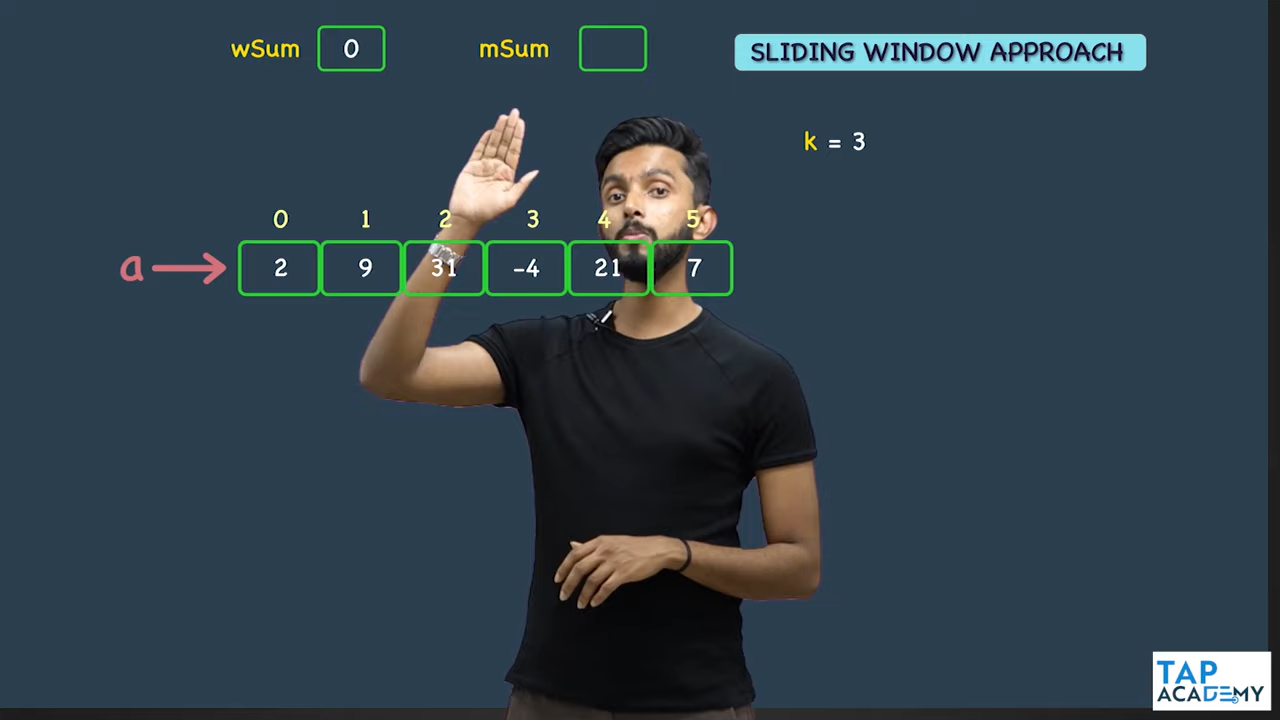 wSum 0 mSum SLIDING WINDOW APPROACH
k = 3
0 1 2 3 4 5
a → 2 9 31 -4 21 7
TAP
ACADEMY